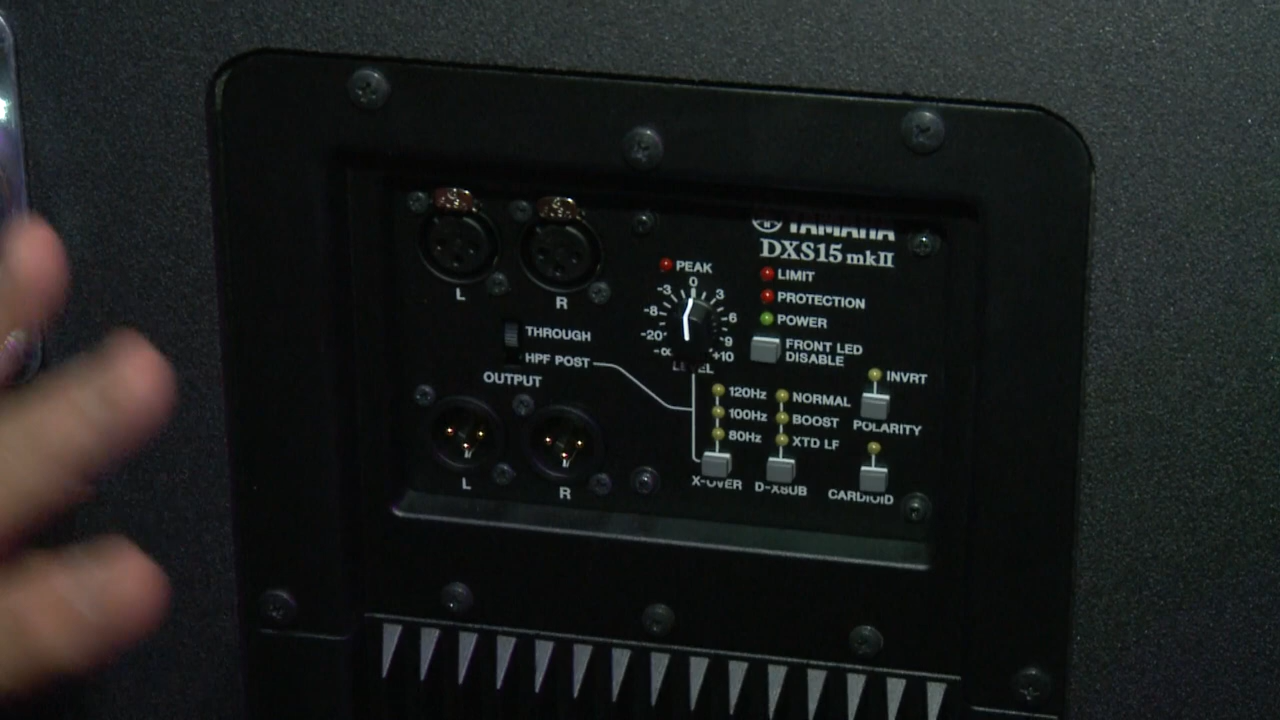 YAMAHA
DXS15 mkII
L
R
PEAK
0
-3
3
-8
-6
-20
-9
-∞
+10
LEVEL
LIMIT
PROTECTION
POWER
FRONT LED
DISABLE
THROUGH
HPF POST
OUTPUT
L
R
120Hz
100Hz
80Hz
X-OVER
NORMAL
BOOST
XTD LF
D-XSUB
INVRT
POLARITY
CARDIOID